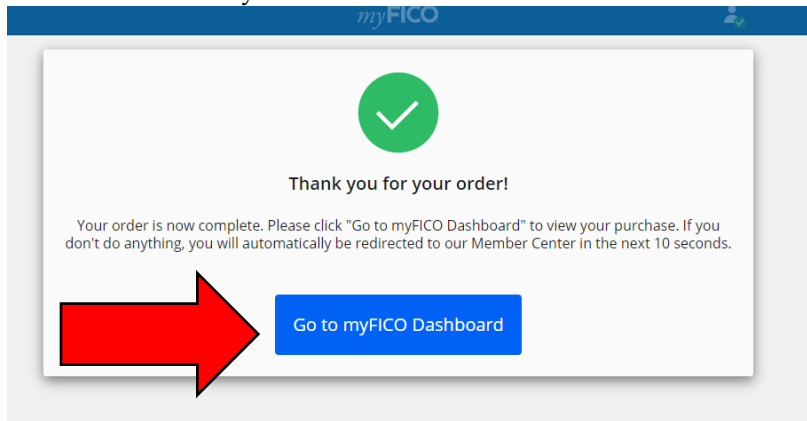 myFICO
Thank you for your order!
Your order is now complete. Please click "Go to myFICO Dashboard" to view your purchase. If you
don't do anything, you will automatically be redirected to our Member Center in the next 10 seconds.
Go to myFICO Dashboard